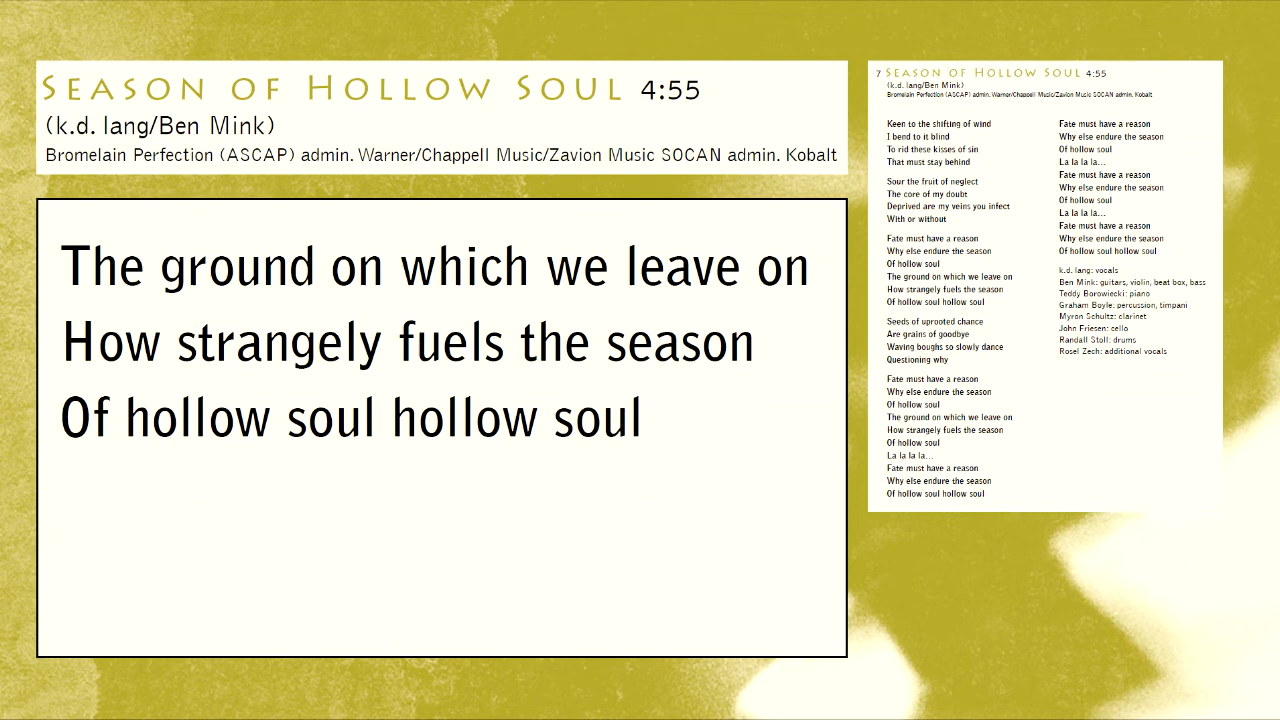 SEASON OF HOLLOW SOUL 4:55
(k.d. lang/Ben Mink)
Bromelain Perfection (ASCAP) admin. Warner/Chappell Music/Zavion Music SOCAN admin. Kobalt
The ground on which we leave on
How strangely fuels the season
Of hollow soul hollow soul
7 SEASON OF HOLLOW SOUL 4:55
(k.d. lang/Ben Mink)
Bromelain Perfection (ASCAP) admin. Warner/Chappell Music/Zavion Music SOCAN admin. Kobalt
Keen to the shifting of wind
I bend to it blind
To rid these kisses of sin
That must stay behind
Sour the fruit of neglect
The core of my doubt
Deprived are my veins you infect
With or without
Fate must have a reason
Why else endure the season
Of hollow soul
The ground on which we leave on
How strangely fuels the season
Of hollow soul hollow soul
Seeds of uprooted chance
Are grains of goodbye
Waving boughs so slowly dance
Questioning why
Fate must have a reason
Why else endure the season
Of hollow soul
The ground on which we leave on
How strangely fuels the season
Of hollow soul
La la la la...
Fate must have a reason
Why else endure the season
Of hollow soul hollow soul
Fate must have a reason
Why else endure the season
Of hollow soul
La la la la...
Fate must have a reason
Why else endure the season
Of hollow soul
La la la la...
Fate must have a reason
Why else endure the season
Of hollow soul hollow soul
k.d. lang: vocals
Ben Mink: guitars, violin, beat box, bass
Teddy Borowiecki: piano
Graham Boyle: percussion, timpani
Myron Schultz: clarinet
John Friesen: cello
Randall Stoll: drums
Rosel Zech: additional vocals